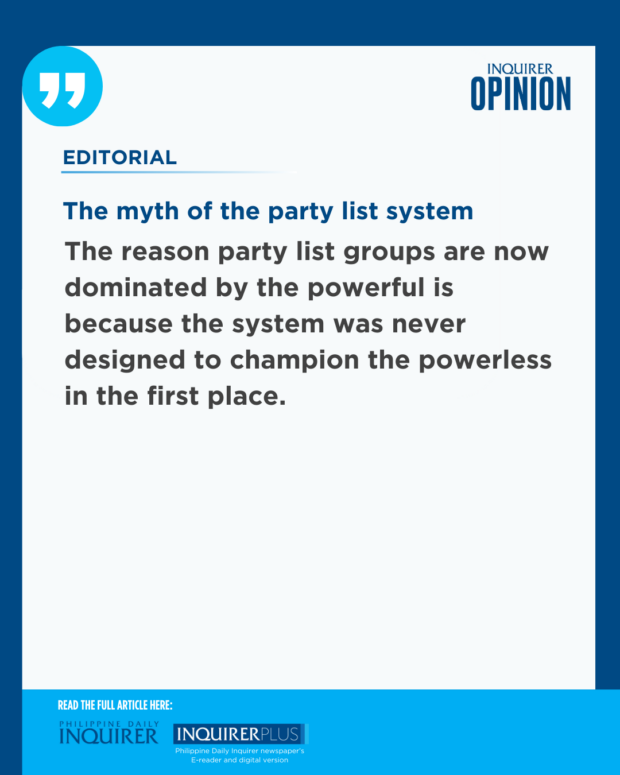 ”
INQUIRER
OPINION
EDITORIAL
The myth of the party list system
The reason party list groups are now
dominated by the powerful is
because the system was never
designed to champion the powerless
in the first place.
READ THE FULL ARTICLE HERE:
PHILIPPINE DAILY
INQUIRER
INQUIRERPLUS
Philippine Daily Inquirer newspaper's
E-reader and digital version